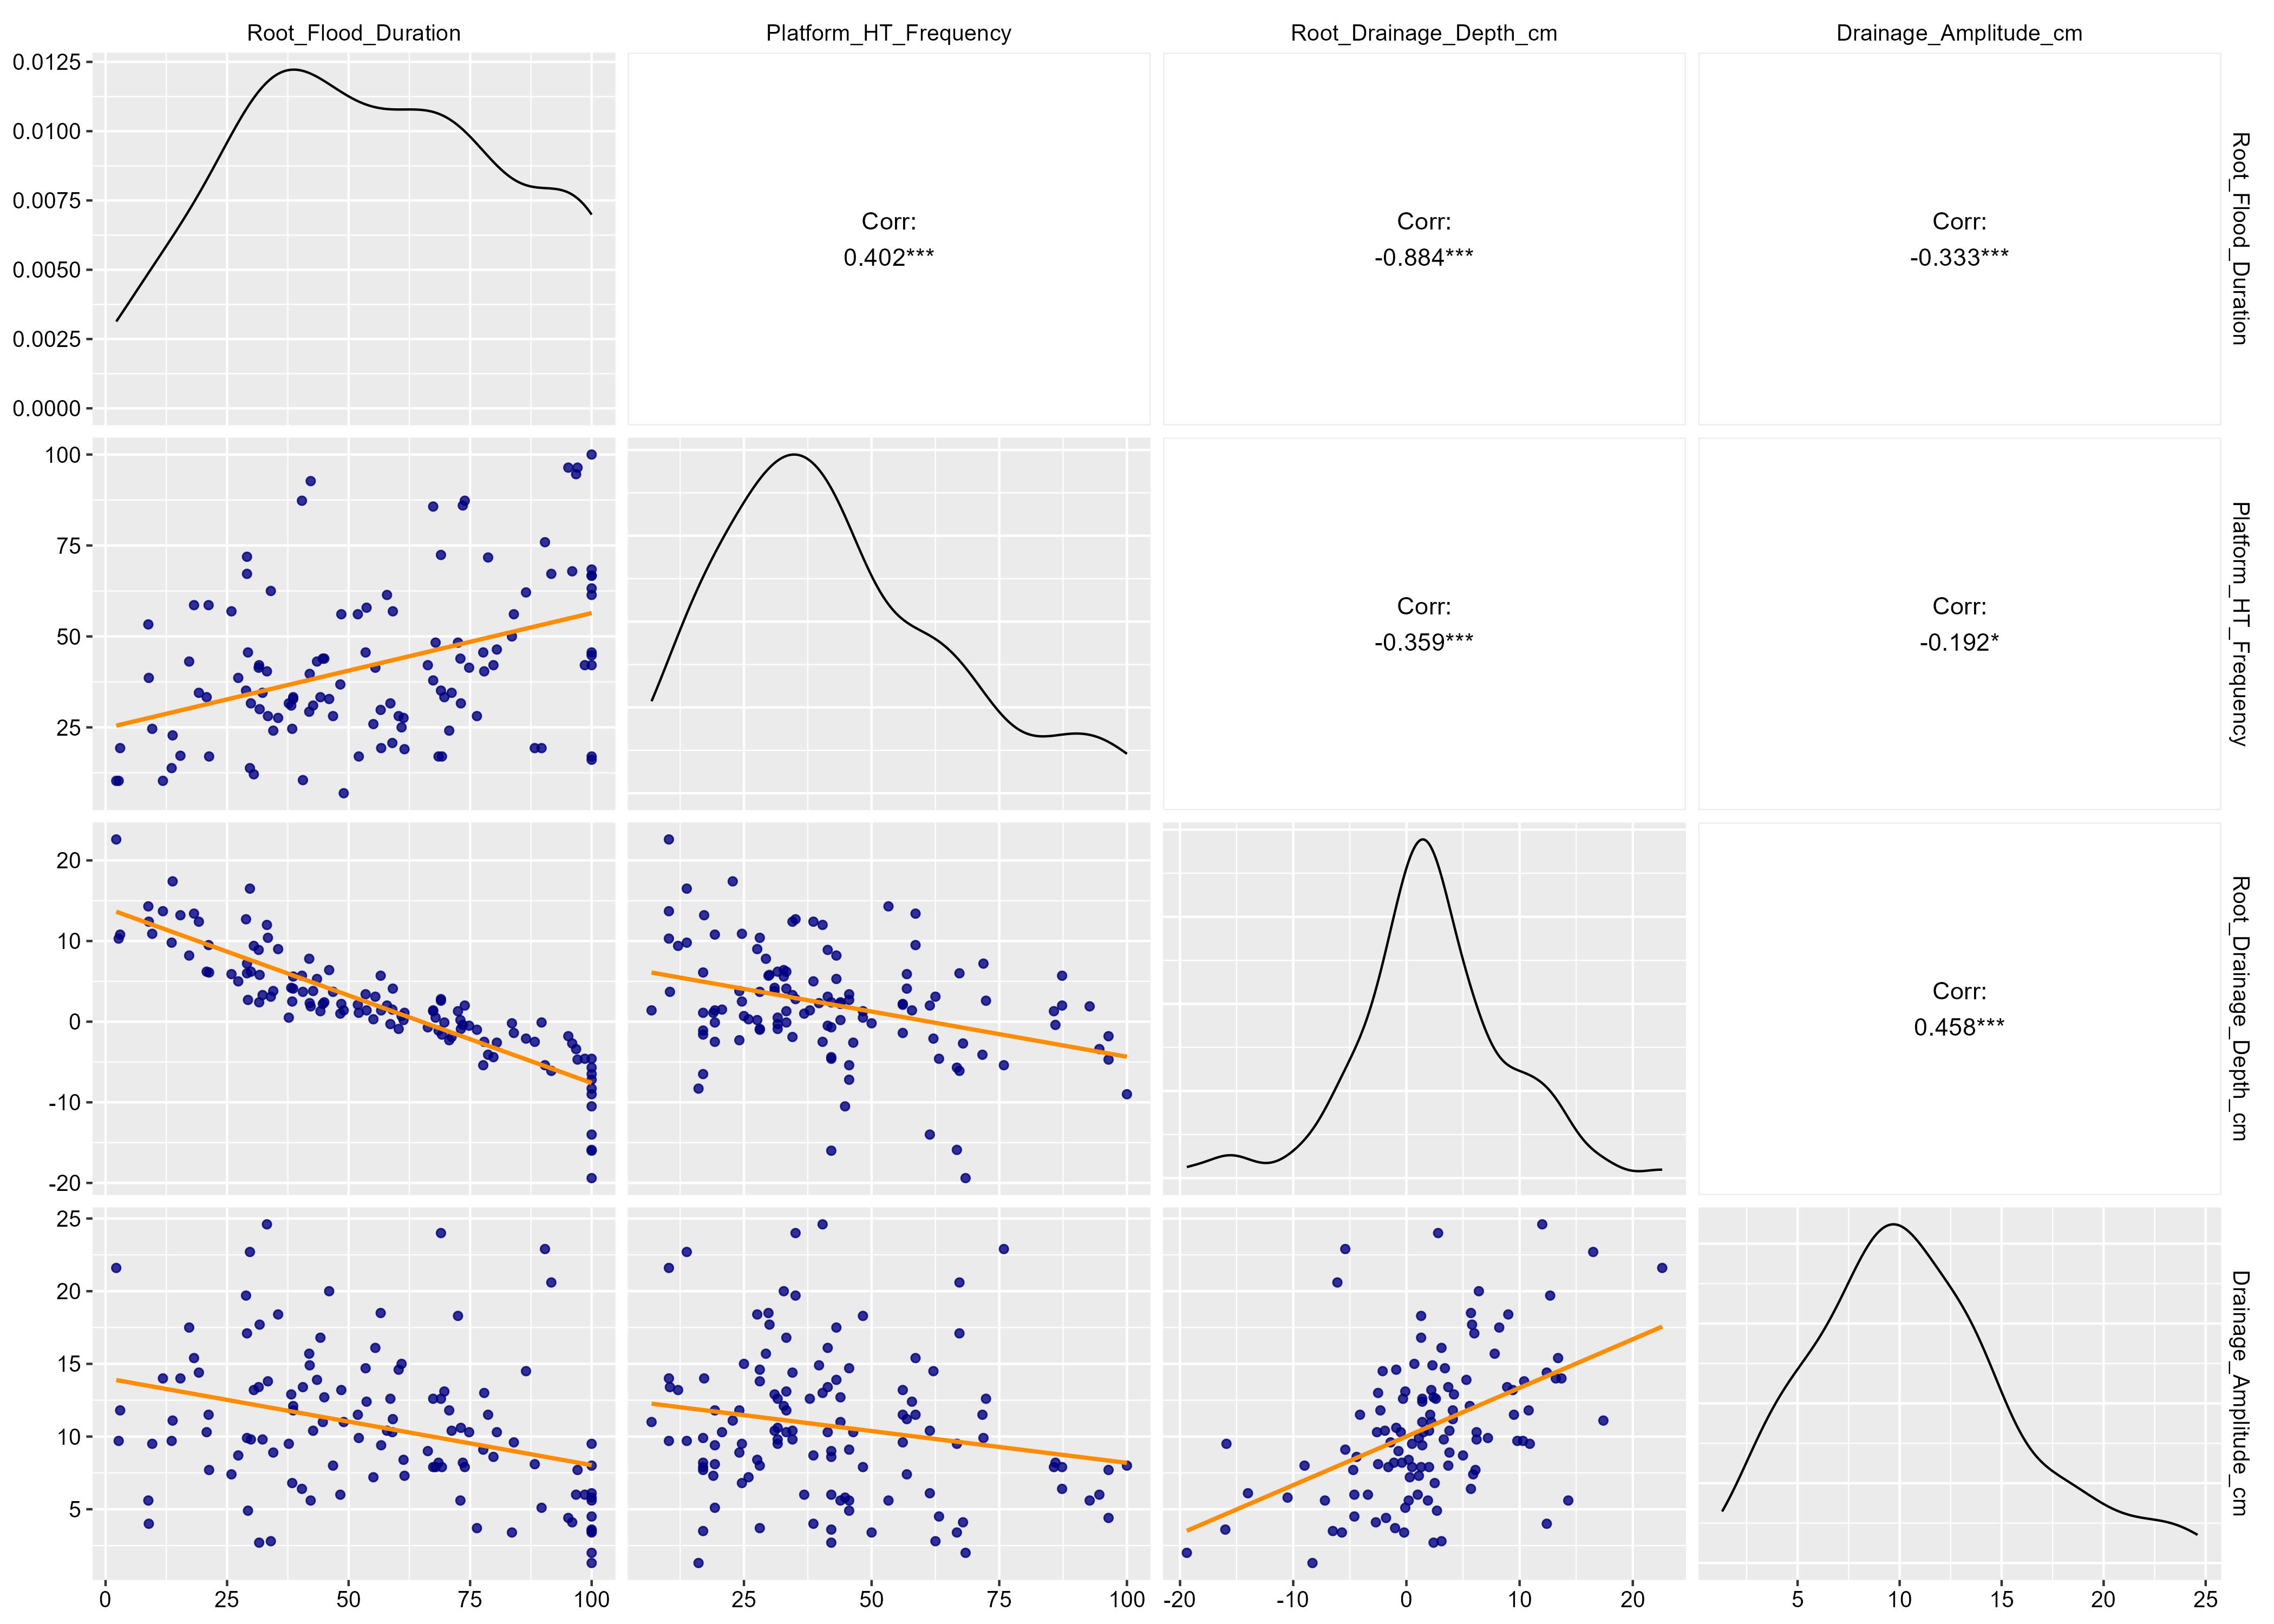 Root_Flood_Duration
Platform_HT_Frequency
Root_Drainage_Depth_cm
Drainage_Amplitude_cm
0.0125
0.0100
0.0075
0.0050
0.0025
0.0000
Corr:
0.402***
Corr:
-0.884***
Corr:
-0.333***
Root_Flood_Duration
100
75
50
25
Corr:
-0.359***
Corr:
-0.192*
Platform_HT_Frequency
20
10
0
-10
-20
Corr:
0.458***
Root_Drainage_Depth_cm
25
20
15
10
5
Drainage_Amplitude_cm
0 25 50 75 100
25 50 75 100
-20 -10 0 10 20
5 10 15 20 25